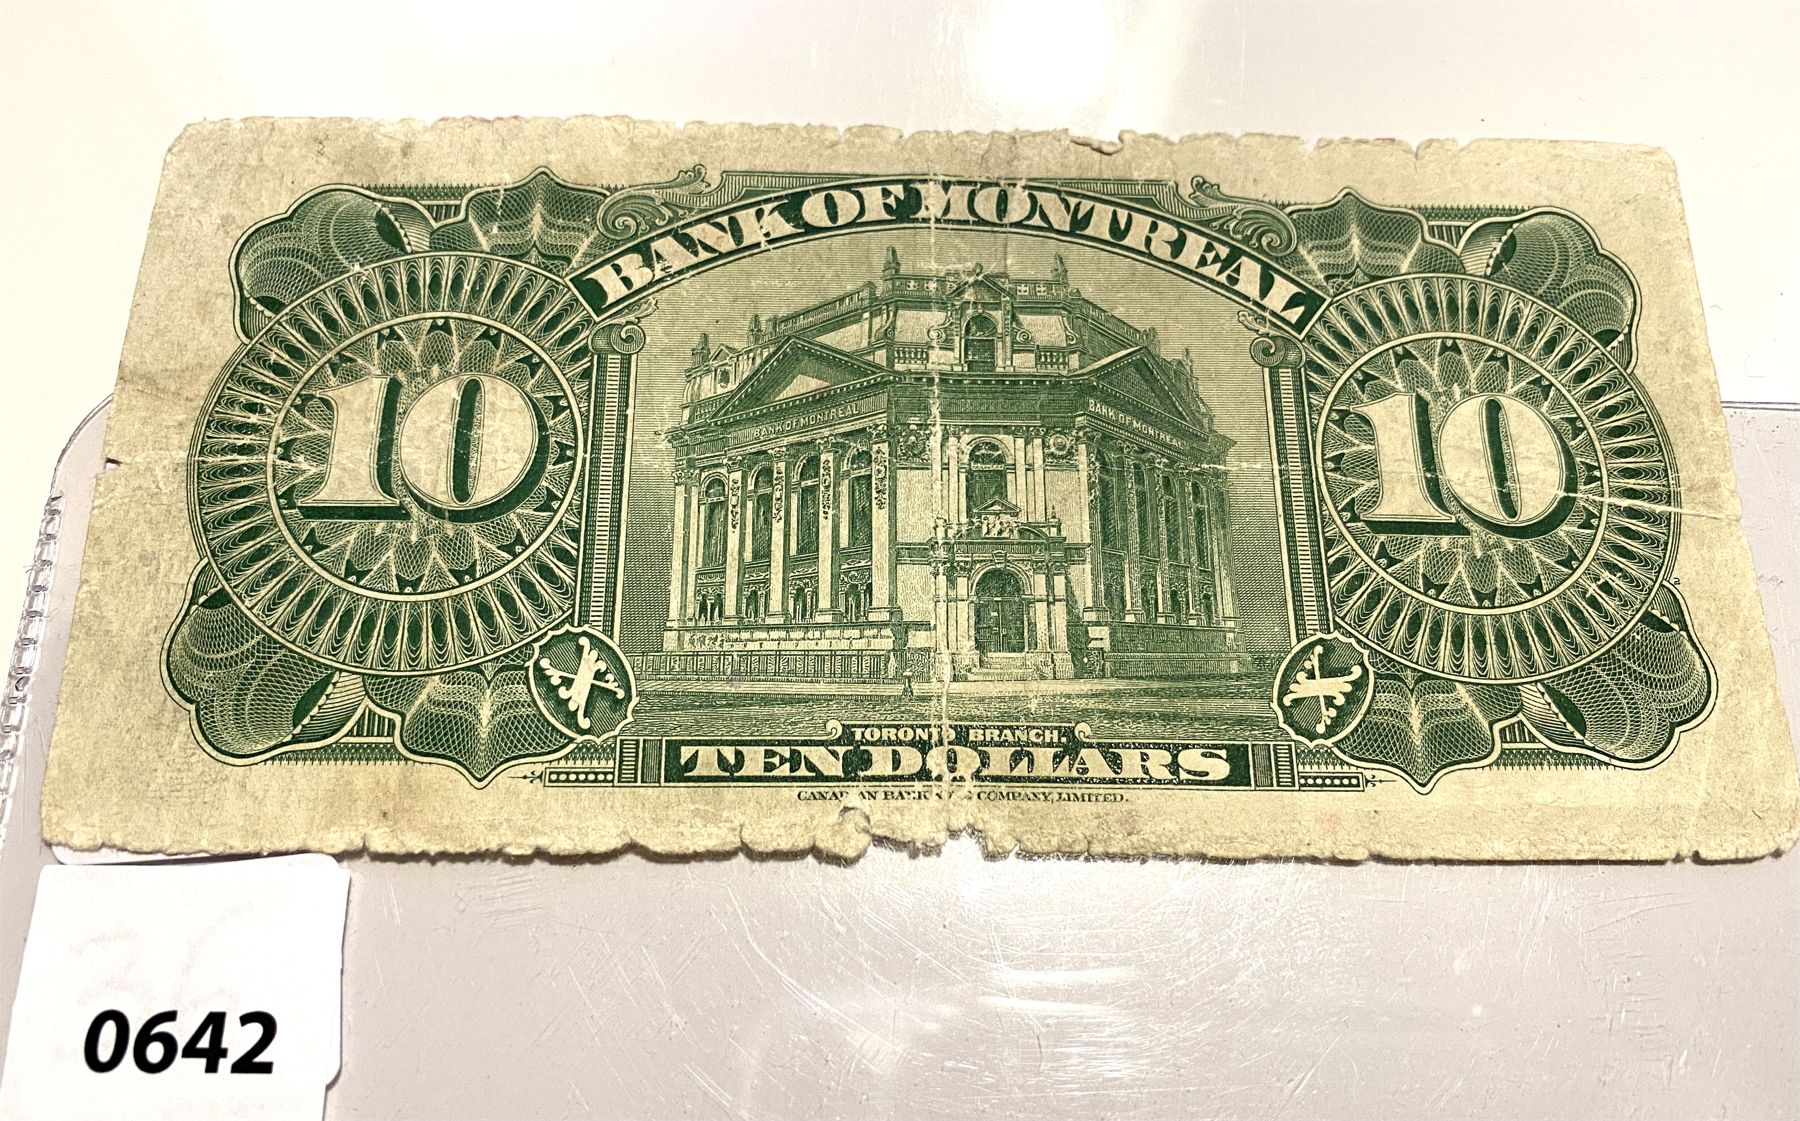 BANK OF MONTREAL
10
10
BANK OF MONTREAL
BANK OF MONTREAL
X
X
TORONTO BRANCH.
TEN DOLLARS
COMPANY, LIMITED.
0642